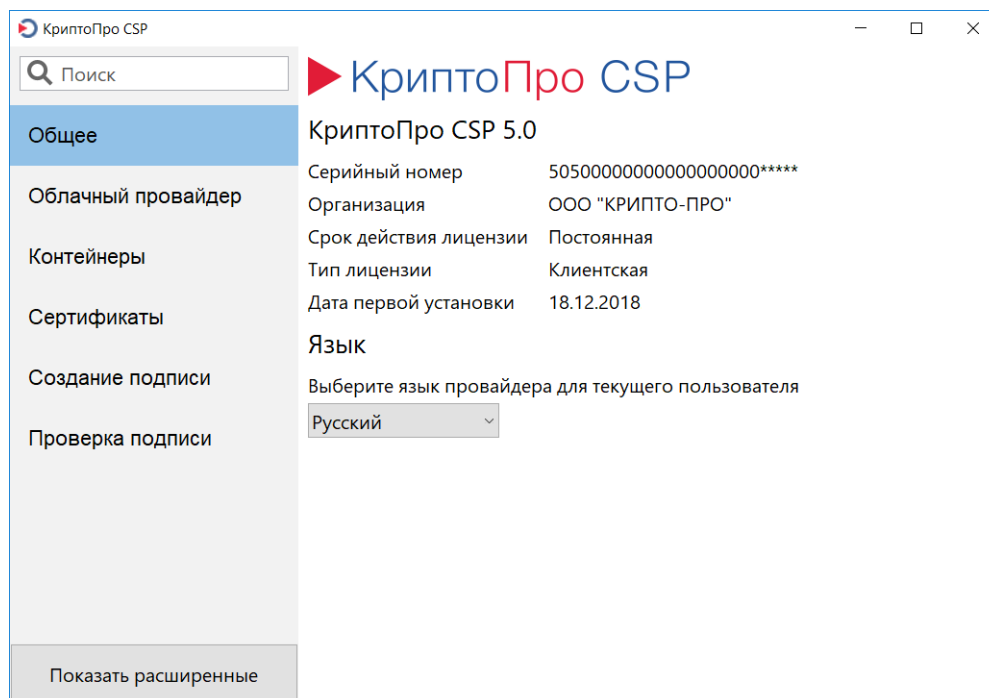 КриптоПро CSP
Поиск
Общее
Облачный провайдер
Контейнеры
Сертификаты
Создание подписи
Проверка подписи
Показать расширенные
КриптоПро CSP
КриптоПро CSP 5.0
Серийный номер 50500000000000000000*****
Организация ООО "КРИПТО-ПРО"
Срок действия лицензии Постоянная
Тип лицензии Клиентская
Дата первой установки 18.12.2018
Язык
Выберите язык провайдера для текущего пользователя
Русский